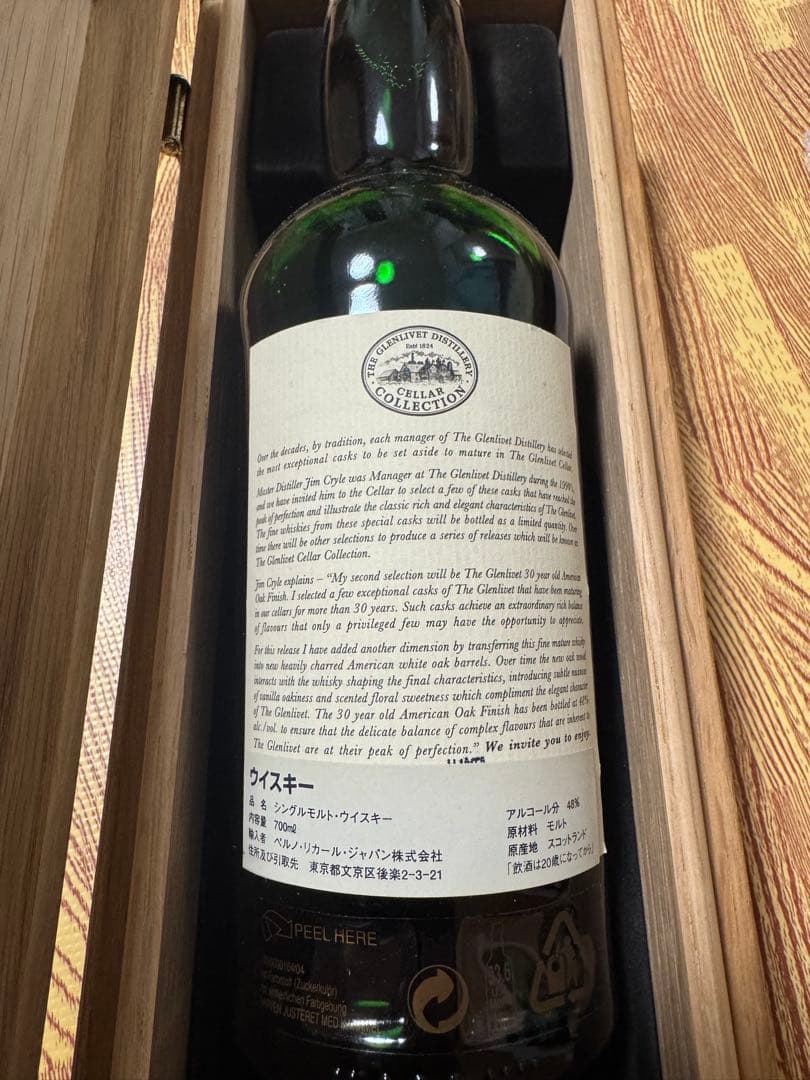 THE GLENLIVET DISTILLERY
Estd 1824
CELLAR
COLLECTION
Over the decades, by tradition, each manager of The Glenlivet Distillery has selected
the most exceptional casks to be set aside to mature in The Glenlivet Cellar.
Master Distiller Jim Cryle was Manager at The Glenlivet Distillery during the 1990's,
and we have invited him to the Cellar to select a few of these casks that have reached the
peak of perfection and illustrate the classic rich and elegant characteristics of The Glenlivet.
The fine whiskies from these special casks will be bottled as a limited quantity. Over
time there will be other selections to produce a series of releases which will be known as
The Glenlivet Cellar Collection.
Jim Cryle explains – “My second selection will be The Glenlivet 30 year old American
Oak Finish. I selected a few exceptional casks of The Glenlivet that have been maturing
in our cellars for more than 30 years. Such casks achieve an extraordinary rich balance
of flavours that only a privileged few may have the opportunity to appreciate.
For this release I have added another dimension by transferring this fine mature whisky
into new heavily charred American white oak barrels. Over time the new oak wood
interacts with the whisky shaping the final characteristics, introducing subtle nuances
of vanilla oakiness and scented floral sweetness which compliment the elegant character
of The Glenlivet. The 30 year old American Oak Finish has been bottled at 48%
alc./vol. to ensure that the delicate balance of complex flavours that are inherent in
The Glenlivet are at their peak of perfection.” We invite you to enjoy.
ウイスキー
品 名 シングルモルト・ウイスキー
内容量 700mℓ
輸入者 ペルノ・リカール・ジャパン株式会社
住所及び引取先 東京都文京区後楽2-3-21
アルコール分 48%
原材料 モルト
原産地 スコットランド
「飲酒は20歳になってから」
PEEL HERE
164/04
(Zuckerkulör)
Farbgebung
JUSTERET MED